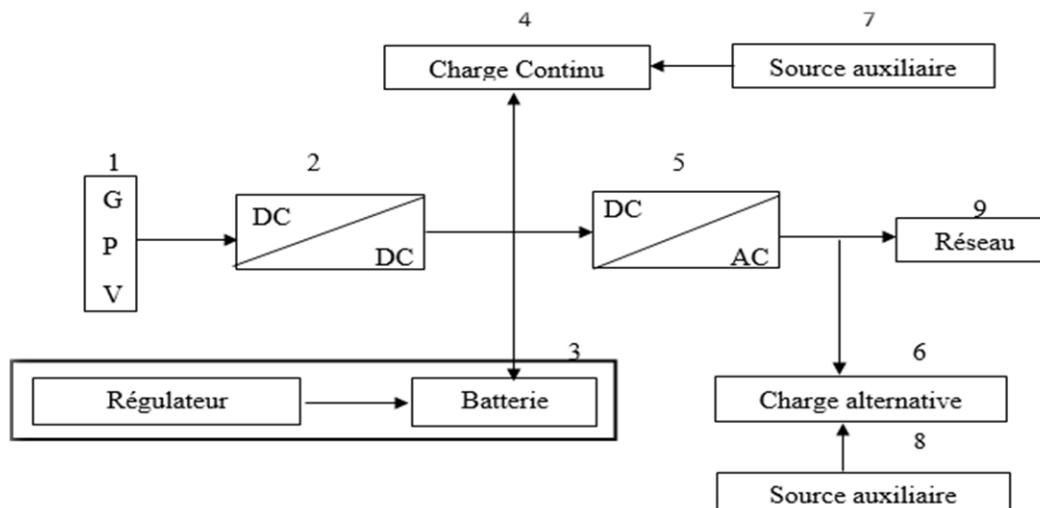 4
7
Charge Continu
Source auxiliaire
1
2
5
G
P
V
DC
DC
DC
AC
9
Réseau
3
Régulateur
Batterie
6
Charge alternative
8
Source auxiliaire